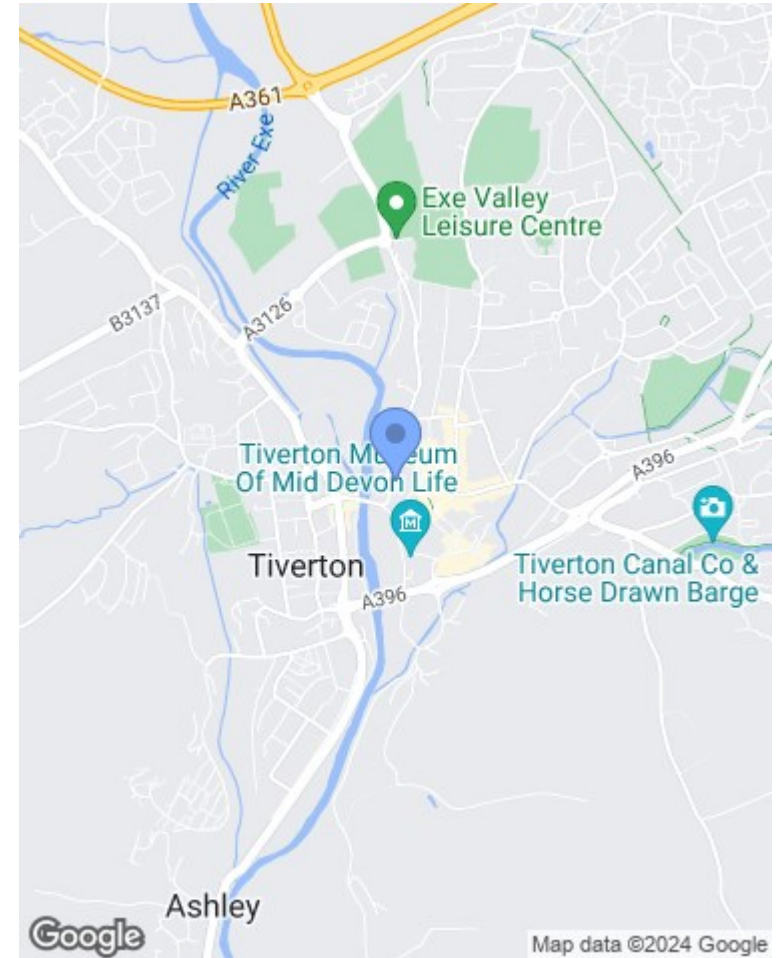 A361
River Exe
Exe Valley
Leisure Centre
B3137
A3126
Tiverton Museum
Of Mid Devon Life
A396
M
Tiverton
Tiverton Canal Co &
Horse Drawn Barge
A396
Ashley
Google
Map data ©2024 Google